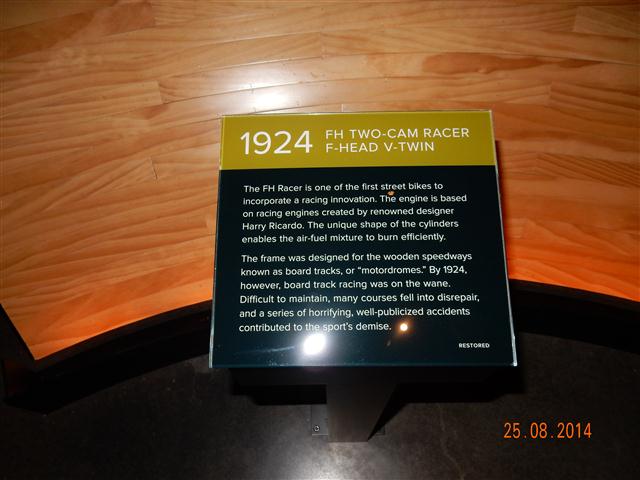 1924 FH TWO-CAM RACER
F-HEAD V-TWIN
The FH Racer is one of the first street bikes to
incorporate a racing innovation. The engine is based
on racing engines created by renowned designer
Harry Ricardo. The unique shape of the cylinders
enables the air-fuel mixture to burn efficiently.
The frame was designed for the wooden speedways
known as board tracks, or “motordromes.” By 1924,
however, board track racing was on the wane.
Difficult to maintain, many courses fell into disrepair,
and a series of horrifying, well-publicized accidents
contributed to the sport's demise.
RESTORED
25.08.2014